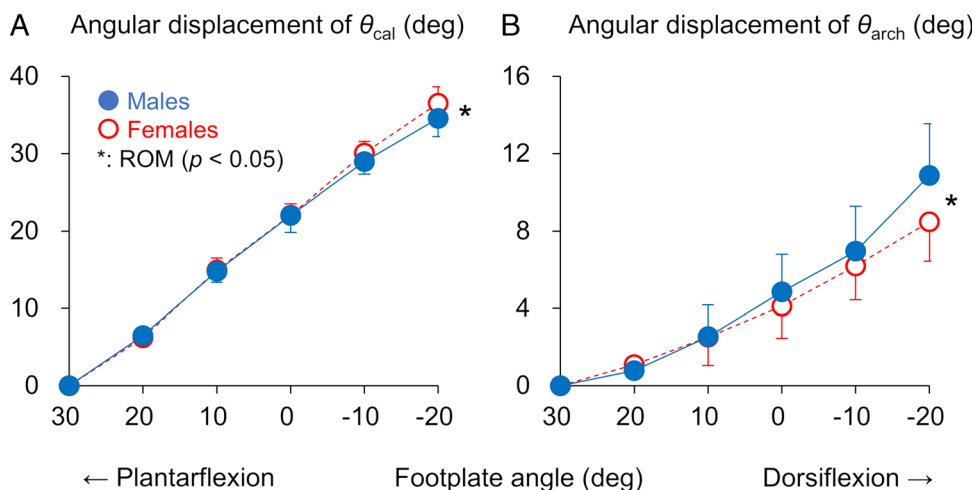 A Angular displacement of θcal (deg)
40
30
20
10
0
Males
Females
*: ROM (p < 0.05)
*
30 20 10 0 -10 -20
B Angular displacement of θarch (deg)
16
12
8
4
0
*
30 20 10 0 -10 -20
← Plantarflexion Footplate angle (deg) Dorsiflexion →